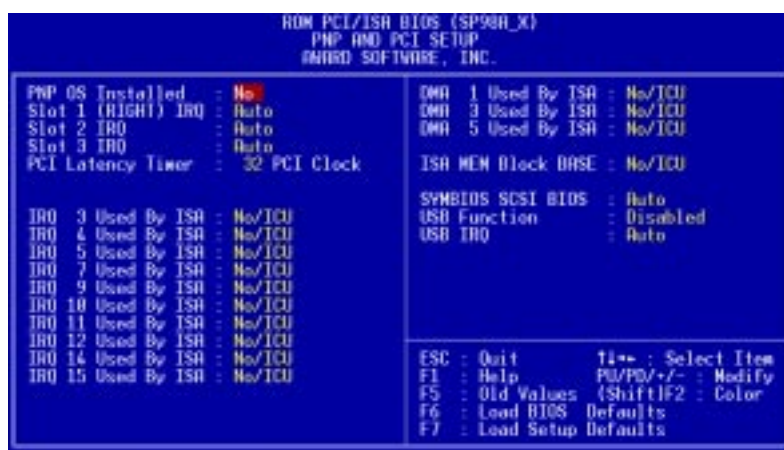 ROM PCI/ISA BIOS (SP98A_X)
PNP AND PCI SETUP
AWARD SOFTWARE, INC.
PNP OS Installed : No
Slot 1 (RIGHT) IRQ : Auto
Slot 2 IRQ : Auto
Slot 3 IRQ : Auto
PCI Latency Timer : 32 PCI Clock
IRQ 3 Used By ISA : No/ICU
IRQ 4 Used By ISA : No/ICU
IRQ 5 Used By ISA : No/ICU
IRQ 7 Used By ISA : No/ICU
IRQ 9 Used By ISA : No/ICU
IRQ 10 Used By ISA : No/ICU
IRQ 11 Used By ISA : No/ICU
IRQ 12 Used By ISA : No/ICU
IRQ 14 Used By ISA : No/ICU
IRQ 15 Used By ISA : No/ICU
DMA 1 Used By ISA : No/ICU
DMA 3 Used By ISA : No/ICU
DMA 5 Used By ISA : No/ICU
ISA MEM Block BASE : No/ICU
SYMBIOS SCSI BIOS : Auto
USB Function : Disabled
USB IRQ : Auto
ESC : Quit ↑↓→← : Select Item
F1 : Help PU/PD/+/- : Modify
F5 : Old Values (Shift)F2 : Color
F6 : Load BIOS Defaults
F7 : Load Setup Defaults